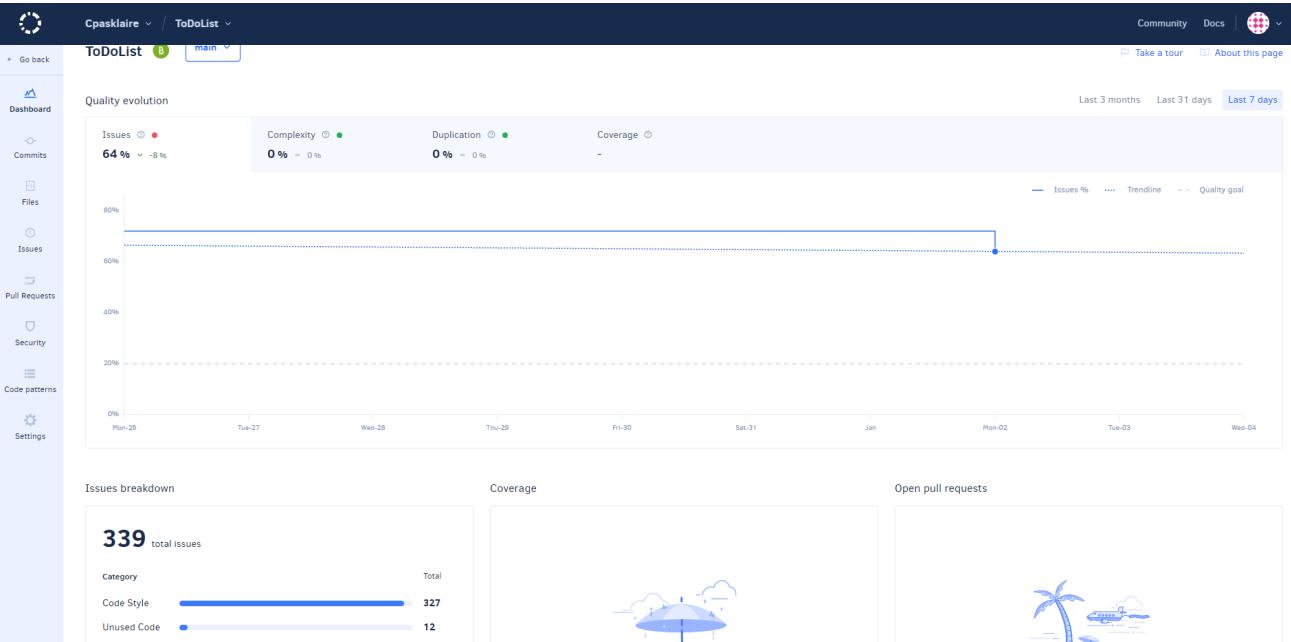 Cpasklaire / ToDoList Community Docs
Go back ToDoList B main Take a tour About this page
Dashboard
Commits
Files
Issues
Pull Requests
Security
Code patterns
Settings
Quality evolution Last 3 months Last 31 days Last 7 days
Issues Complexity Duplication Coverage
64 % -8 % 0 % = 0 % 0 % = 0 % -
Issues % Trendline Quality goal
80%
60%
40%
20%
0%
Mon-26 Tue-27 Wed-28 Thu-29 Fri-30 Sat-31 Jan Mon-02 Tue-03 Wed-04
Issues breakdown Coverage Open pull requests
339 total issues
Category Total
Code Style 327
Unused Code 12